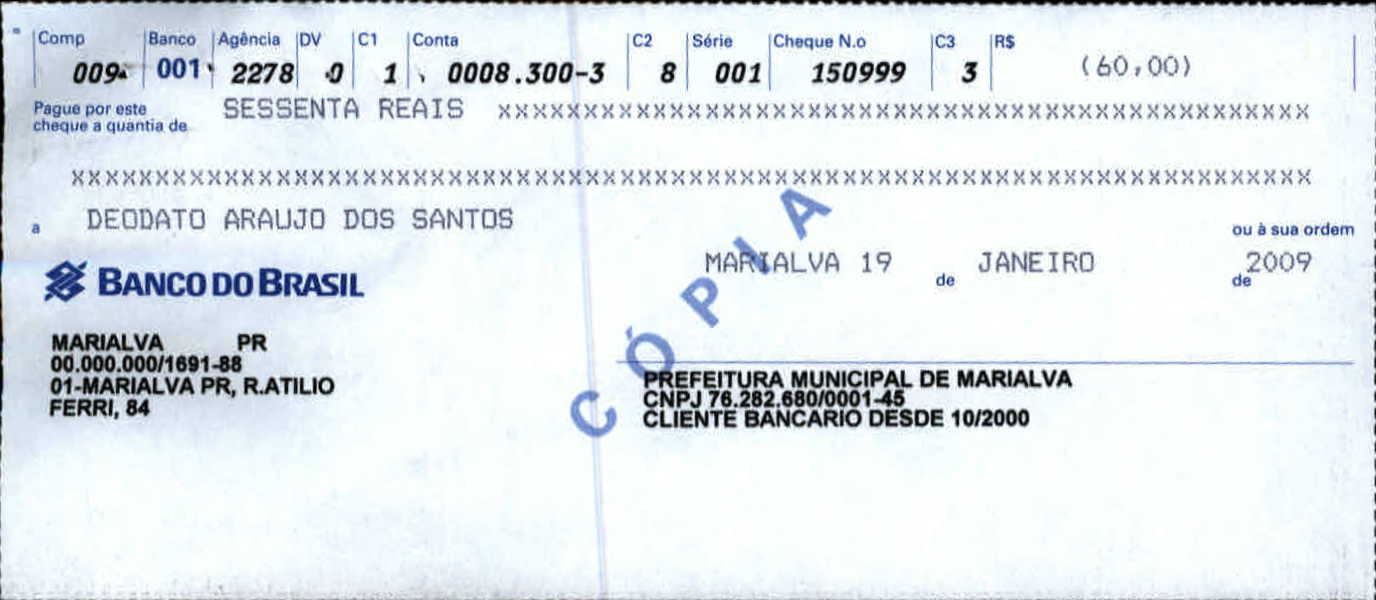 Comp Banco Agência DV C1 Conta C2 Série Cheque N.o C3 R$
009 001 2278 0 1 0008.300-3 8 001 150999 3 (60,00)
Pague por este
cheque a quantia de
SESSENTA REAIS XXXXXXXXXXXXXXXXXXXXXXXXXXXXXXXXXXXXXXXXXXXXXXX
XXXXXXXXXXXXXXXXXXXXXXXXXXXXXXXXXXXXXXXXXXXXXXXXXXXXXXXXXXXXXXXXXXXXXXXX
a DEODATO ARAUJO DOS SANTOS
ou à sua ordem
MARIALVA 19 de JANEIRO de 2009
BANCO DO BRASIL
MARIALVA PR
00.000.000/1691-88
01-MARIALVA PR, R.ATILIO
FERRI, 84
CÓPIA
PREFEITURA MUNICIPAL DE MARIALVA
CNPJ 76.282.680/0001-45
CLIENTE BANCARIO DESDE 10/2000